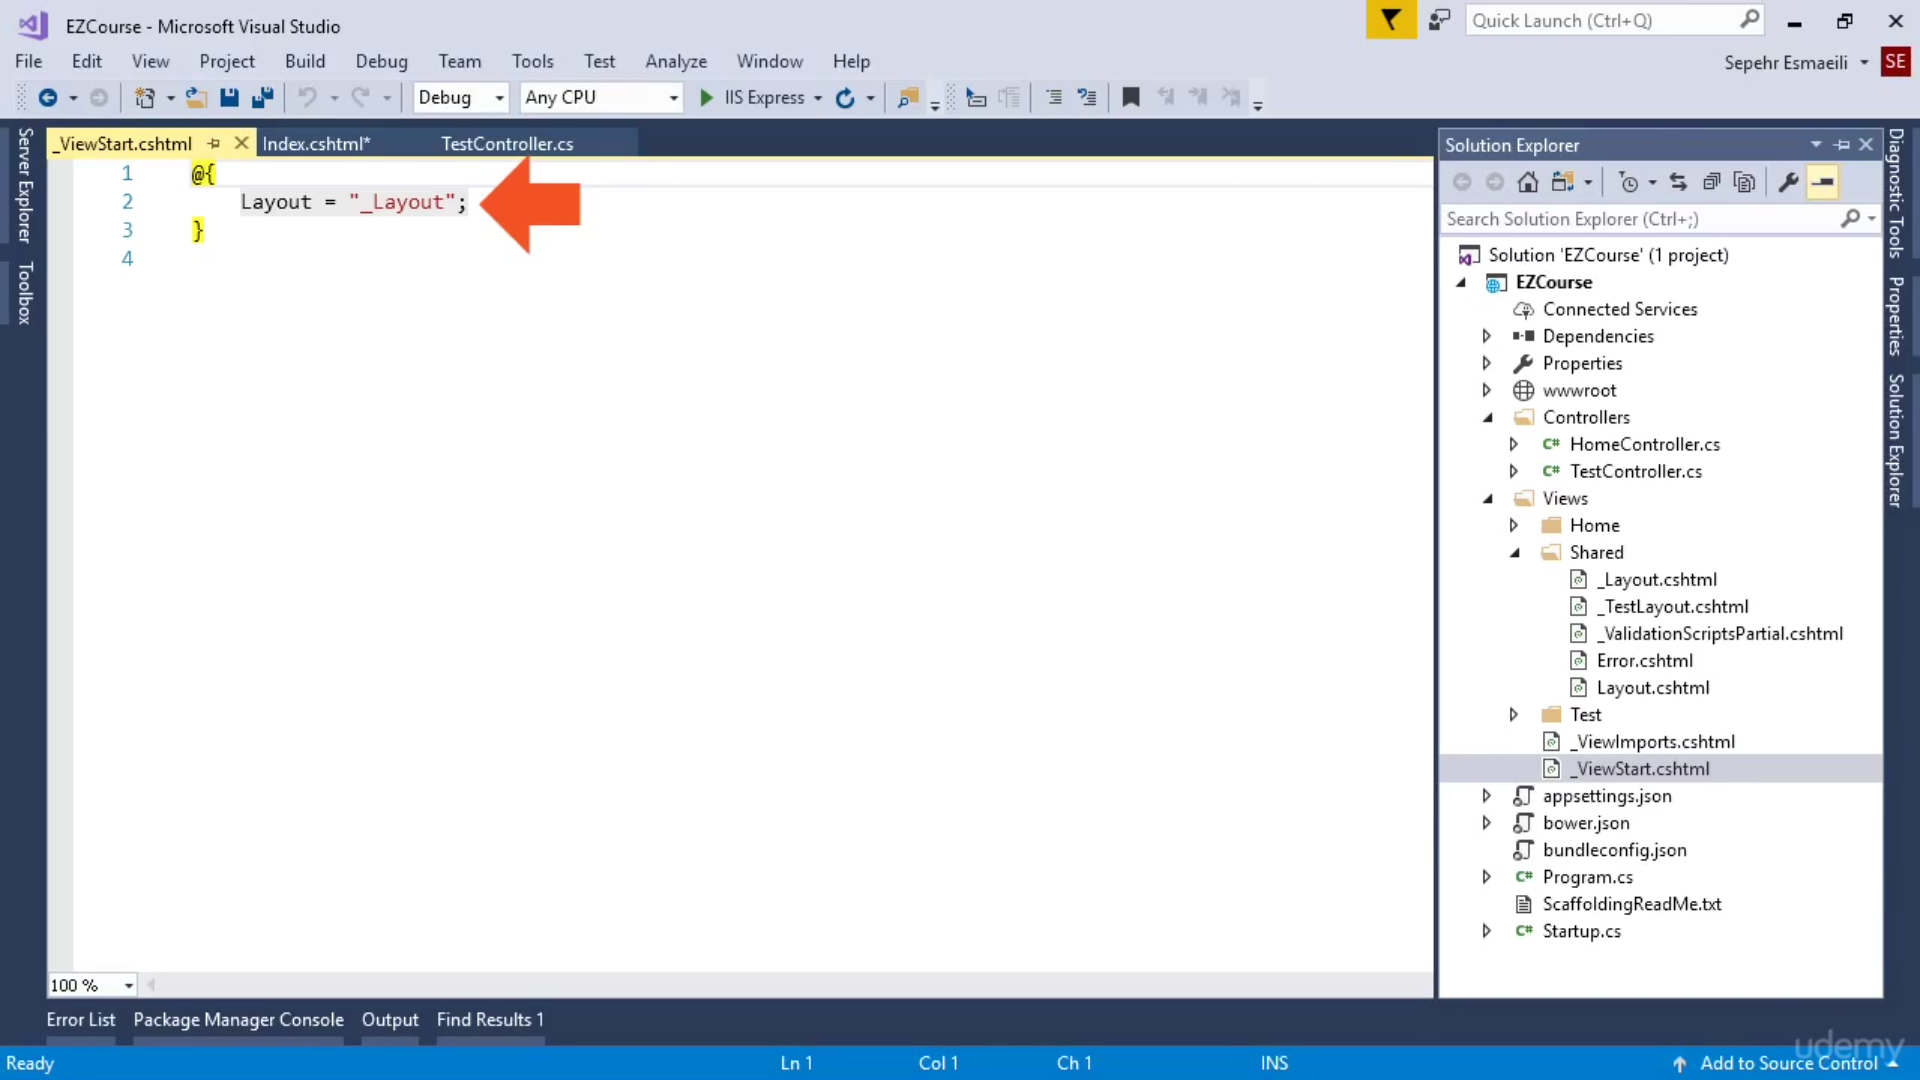 EZCourse - Microsoft Visual Studio
Quick Launch (Ctrl+Q)
File Edit View Project Build Debug Team Tools Test Analyze Window Help
Sepehr Esmaeili SE
Debug Any CPU IIS Express
Server Explorer
Toolbox
_ViewStart.cshtml Index.cshtml* TestController.cs
1 @{
2 Layout = "_Layout";
3 }
4
100 %
Solution Explorer
Search Solution Explorer (Ctrl+;)
Solution 'EZCourse' (1 project)
EZCourse
Connected Services
Dependencies
Properties
wwwroot
Controllers
C# HomeController.cs
C# TestController.cs
Views
Home
Shared
_Layout.cshtml
_TestLayout.cshtml
_ValidationScriptsPartial.cshtml
Error.cshtml
Layout.cshtml
Test
_ViewImports.cshtml
_ViewStart.cshtml
appsettings.json
bower.json
bundleconfig.json
C# Program.cs
ScaffoldingReadMe.txt
C# Startup.cs
Diagnostic Tools
Properties
Solution Explorer
Error List Package Manager Console Output Find Results 1
udemy
Ready Ln 1 Col 1 Ch 1 INS Add to Source Control